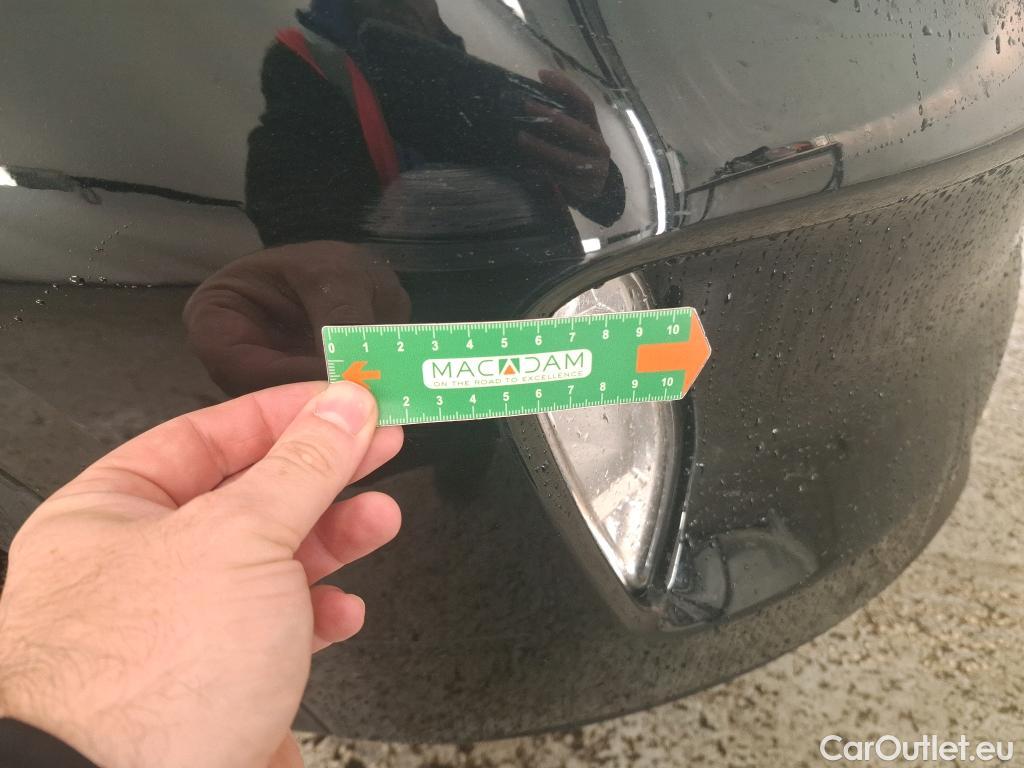 0 1 2 3 4 5 6 7 8 9 10
MACADAM
ON THE ROAD TO EXCELLENCE
2 3 4 5 6 7 8 9 10
CarOutlet.eu